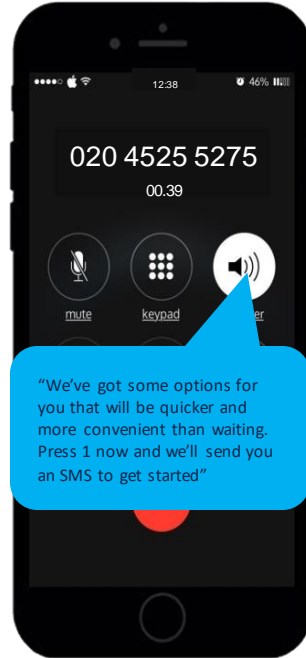 12:38
46%
020 4525 5275
00.39
mute
keypad
er
“We’ve got some options for
you that will be quicker and
more convenient than waiting.
Press 1 now and we’ll send you
an SMS to get started”